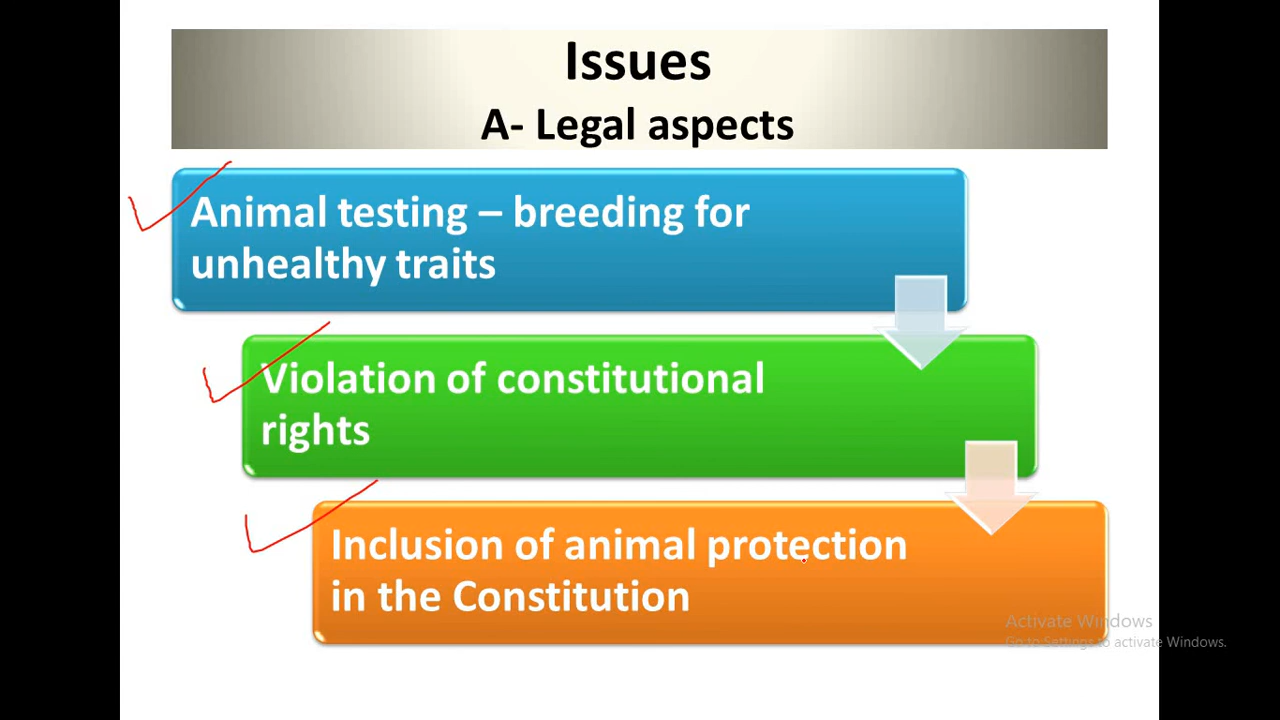 Issues
A- Legal aspects
Animal testing – breeding for
unhealthy traits
Violation of constitutional
rights
Inclusion of animal protection
in the Constitution
Activate Windows
Go to Settings to activate Windows.